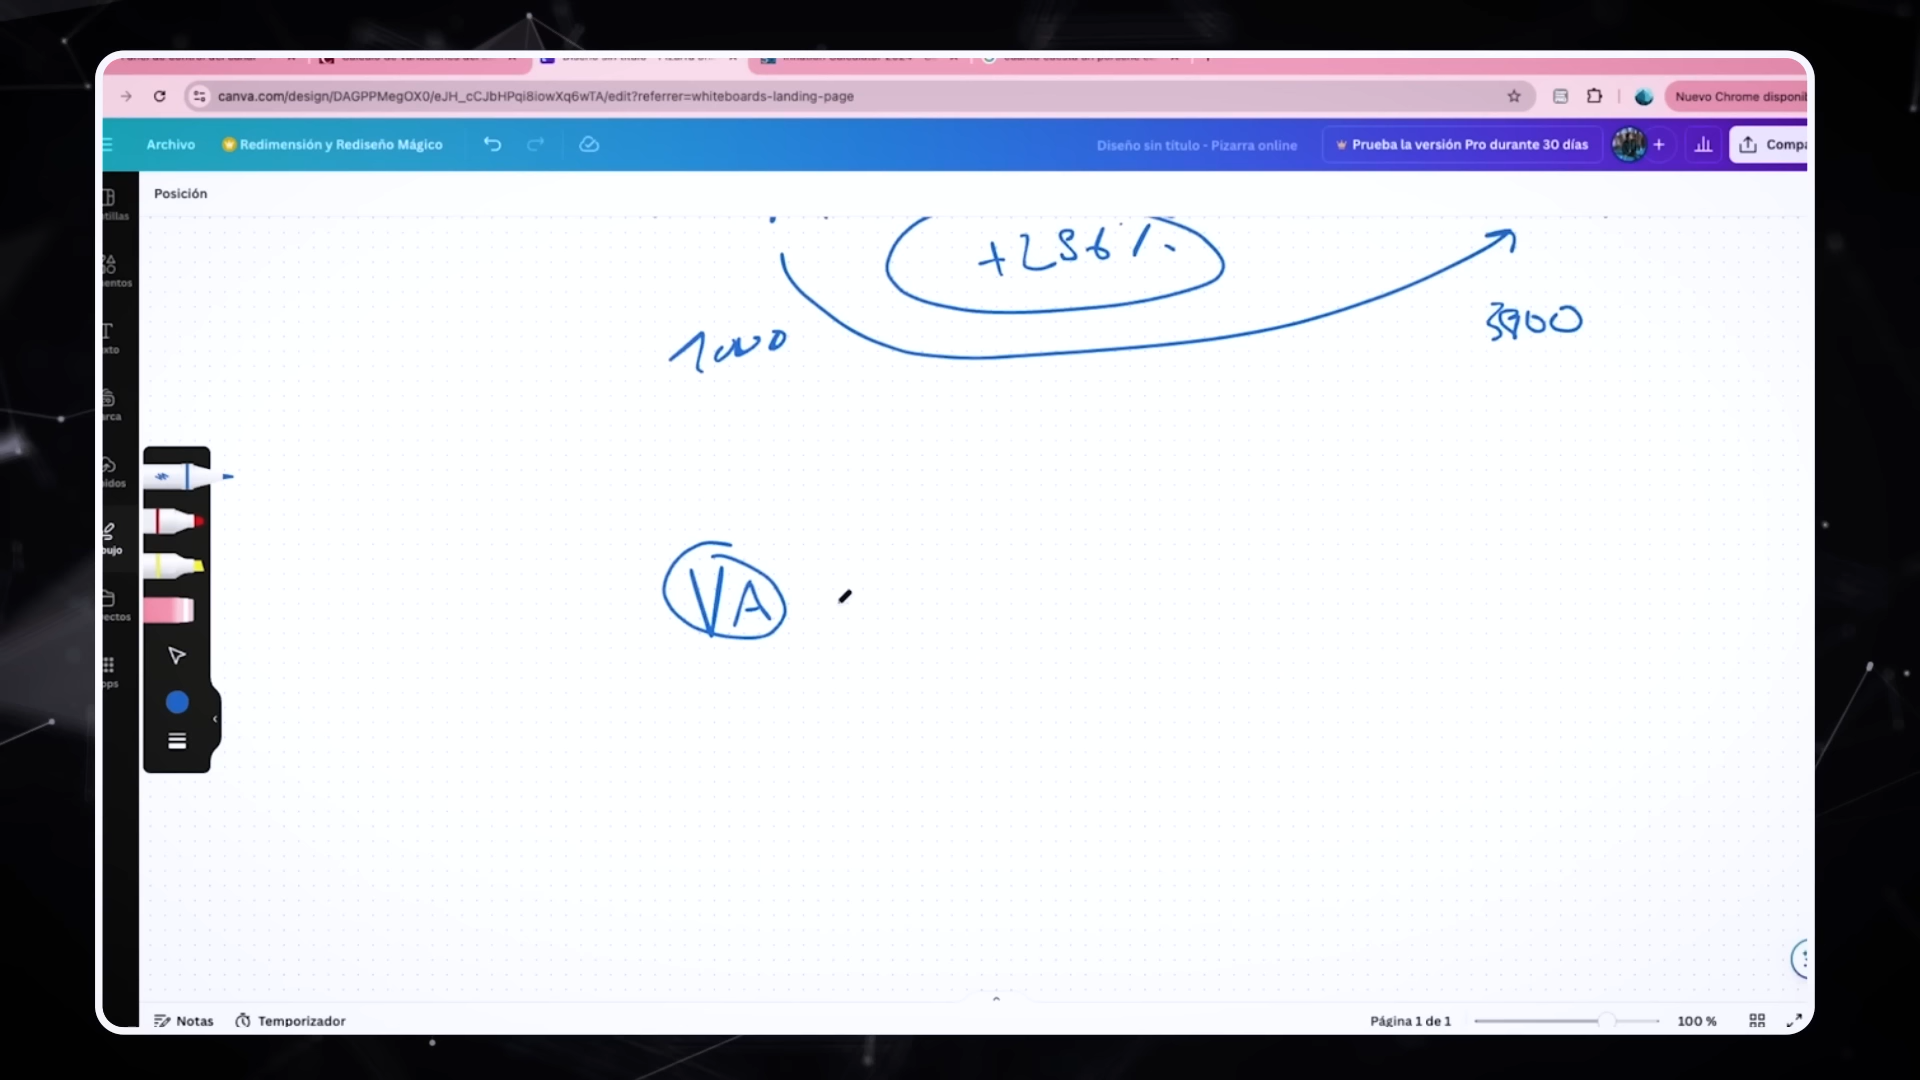 canva.com/design/DAGPPMegOX0/eJH_cCJbHPqi8iowXq6wTA/edit?referrer=whiteboards-landing-page
Nuevo Chrome disponib
Archivo
Redimensión y Rediseño Mágico
Diseño sin título - Pizarra online
Prueba la versión Pro durante 30 días
Compa
Posición
+256%
1000
3900
VA
Notas
Temporizador
Página 1 de 1
100 %